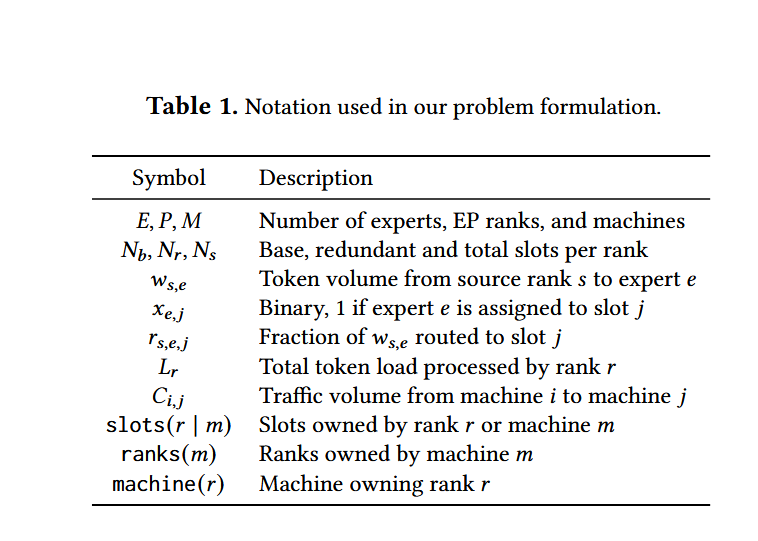 Table 1. Notation used in our problem formulation.
Symbol Description
E, P, M Number of experts, EP ranks, and machines
N_b, N_r, N_s Base, redundant and total slots per rank
w_{s,e} Token volume from source rank s to expert e
x_{e,j} Binary, 1 if expert e is assigned to slot j
r_{s,e,j} Fraction of w_{s,e} routed to slot j
L_r Total token load processed by rank r
C_{i,j} Traffic volume from machine i to machine j
slots(r | m) Slots owned by rank r or machine m
ranks(m) Ranks owned by machine m
machine(r) Machine owning rank r